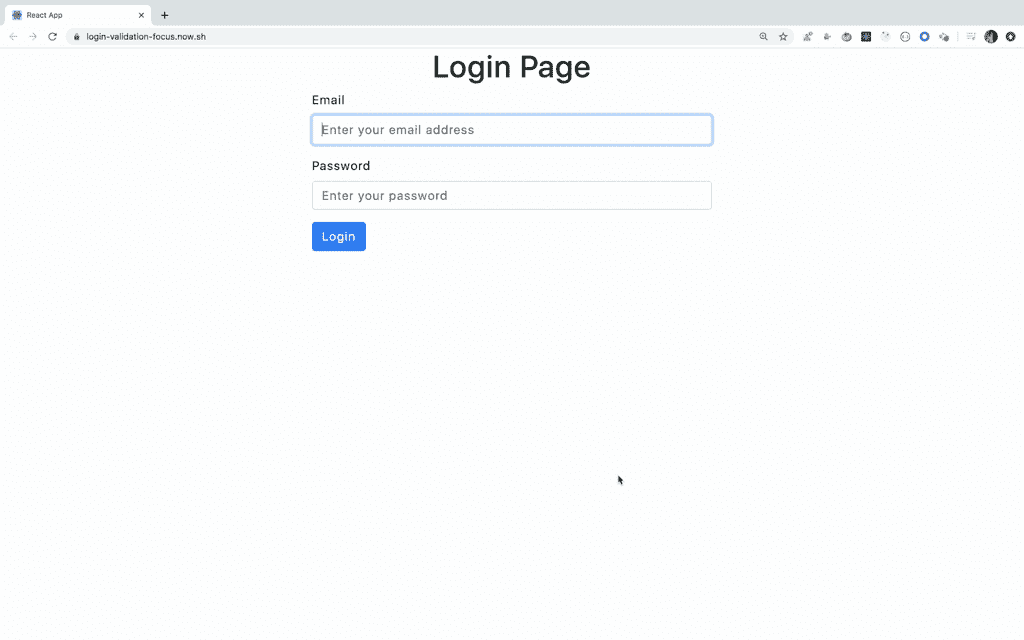 React App
login-validation-focus.now.sh
Login Page
Email
Enter your email address
Password
Enter your password
Login